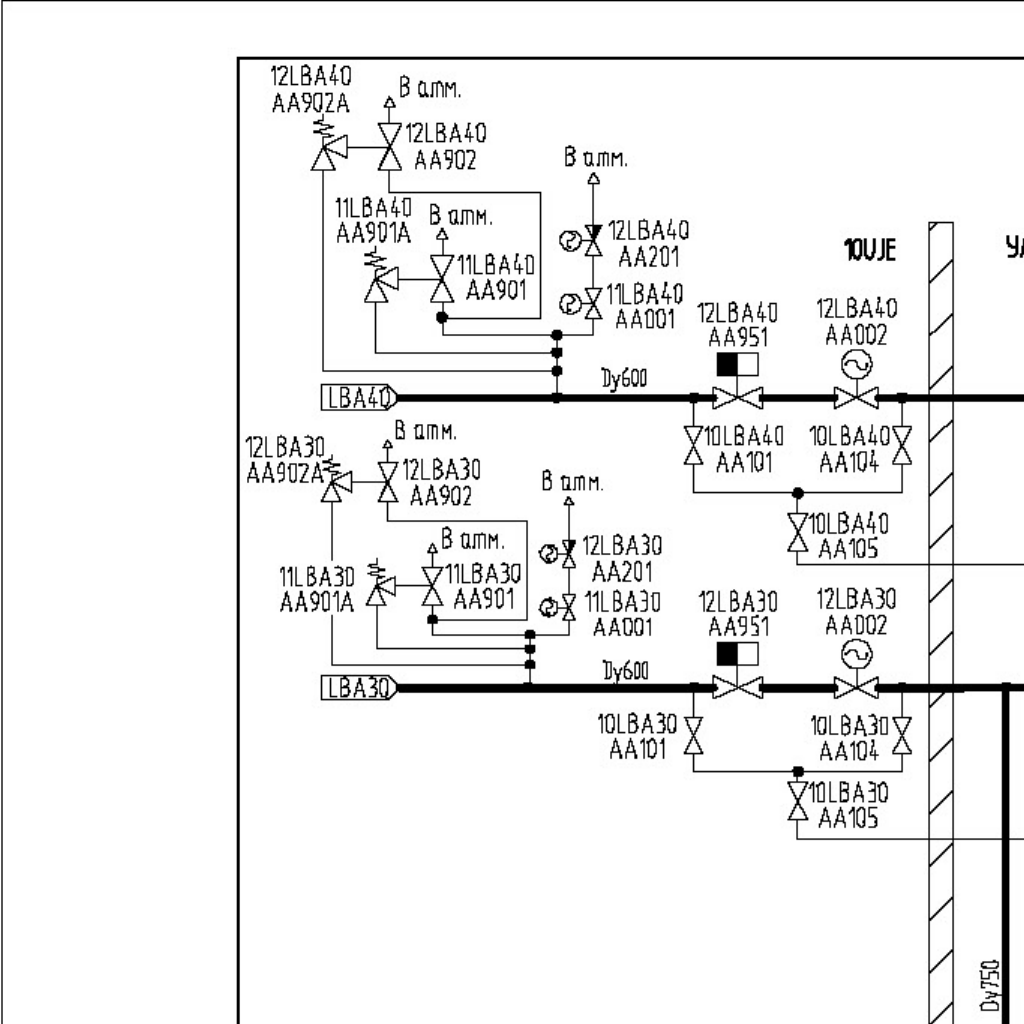 12LBA40
AA902A
В атм.
12LBA40
AA902
В атм.
11LBA40
AA901A
В атм.
11LBA40
AA901
12LBA40
AA201
11LBA40
AA001
10UJE
12LBA40
AA951
12LBA40
AA002
Dy600
LBA40
10LBA40
AA101
10LBA40
AA104
10LBA40
AA105
12LBA30
AA902A
В атм.
12LBA30
AA902
В атм.
В атм.
11LBA30
AA901A
11LBA30
AA901
12LBA30
AA201
11LBA30
AA001
12LBA30
AA951
12LBA30
AA002
Dy600
LBA30
10LBA30
AA101
10LBA30
AA104
10LBA30
AA105
Dy750